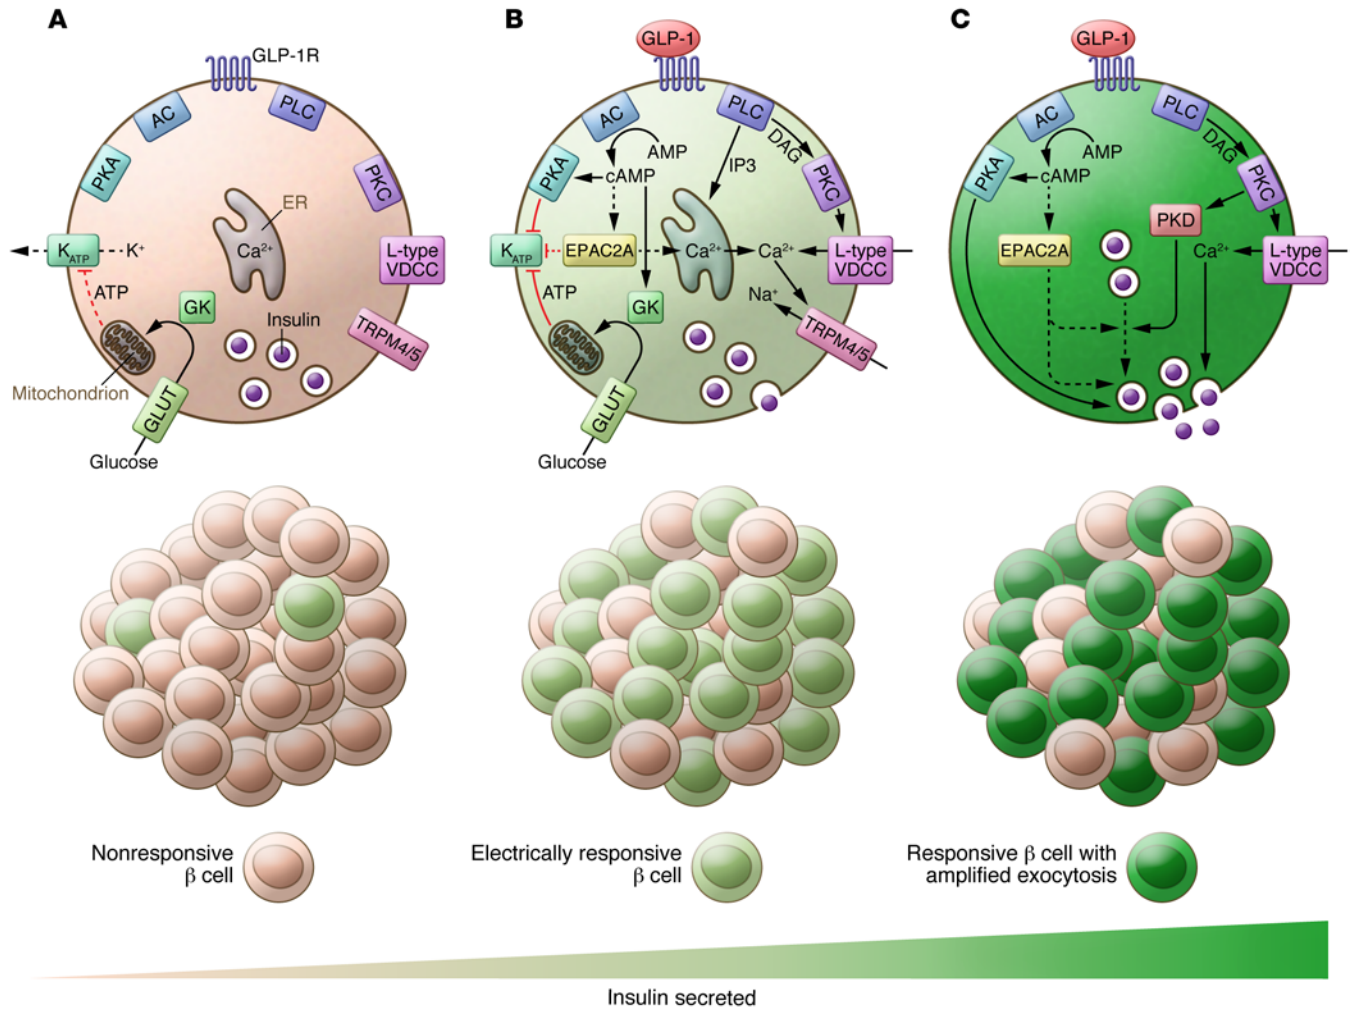 A
GLP-1R
AC
PLC
PKA
PKC
ER
K ATP
K⁺
Ca²⁺
L-type
VDCC
ATP
GK
Insulin
TRPM4/5
Mitochondrion
GLUT
Glucose
B
GLP-1
AC
PLC
AMP
DAG
IP3
PKA
cAMP
PKC
K ATP
EPAC2A
Ca²⁺
Ca²⁺
L-type
VDCC
ATP
Na⁺
GK
TRPM4/5
GLUT
Glucose
C
GLP-1
AC
PLC
AMP
DAG
PKA
cAMP
PKC
PKD
EPAC2A
Ca²⁺
L-type
VDCC
Nonresponsive
β cell
Electrically responsive
β cell
Responsive β cell with
amplified exocytosis
Insulin secreted